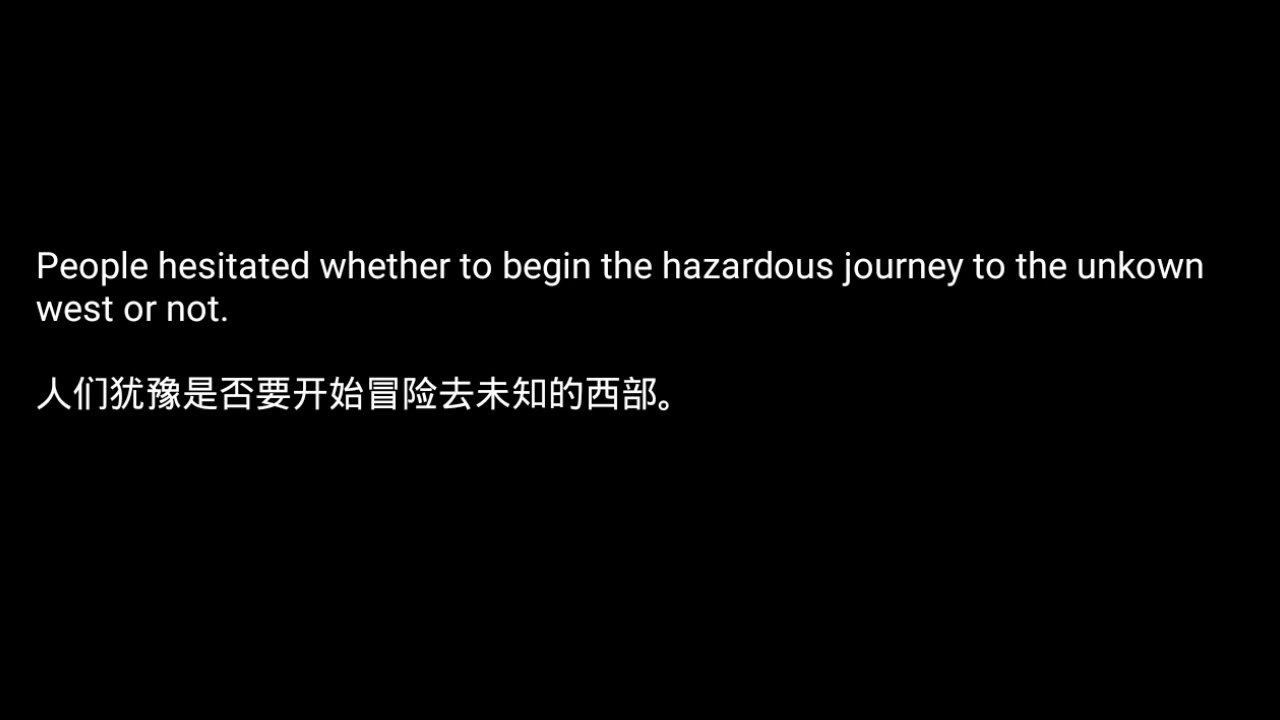 People hesitated whether to begin the hazardous journey to the unkown
west or not.
人们犹豫是否要开始冒险去未知的西部。